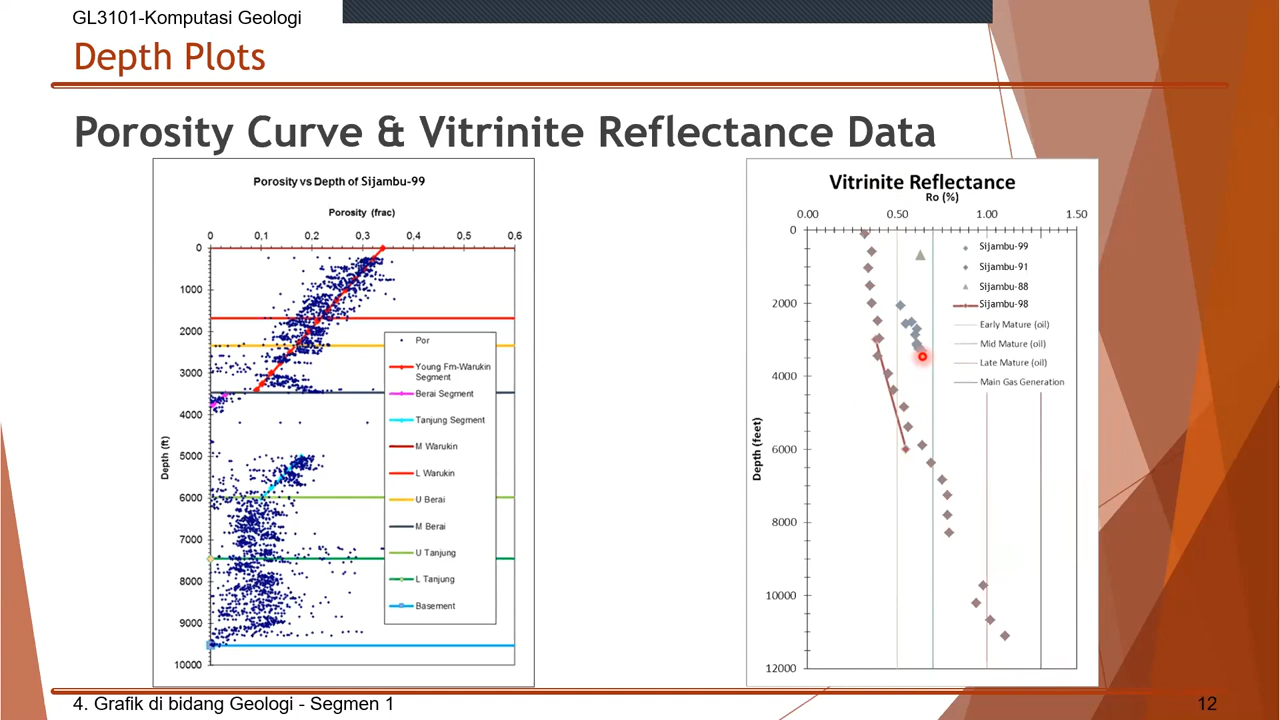 GL3101-Komputasi Geologi
Depth Plots
Porosity Curve & Vitrinite Reflectance Data
Porosity vs Depth of Sijambu-99
Porosity (frac)
0 0,1 0,2 0,3 0,4 0,5 0,6
0
1000
2000
3000
4000
5000
6000
7000
8000
9000
10000
Depth (ft)
Por
Young Fm-Warukin
Segment
Berai Segment
Tanjung Segment
M Warukin
L Warukin
U Berai
M Berai
U Tanjung
L Tanjung
Basement
Vitrinite Reflectance
Ro (%)
0.00 0.50 1.00 1.50
0
2000
4000
6000
8000
10000
12000
Depth (feet)
Sijambu-99
Sijambu-91
Sijambu-88
Sijambu-98
Early Mature (oil)
Mid Mature (oil)
Late Mature (oil)
Main Gas Generation
4. Grafik di bidang Geologi - Segmen 1
12